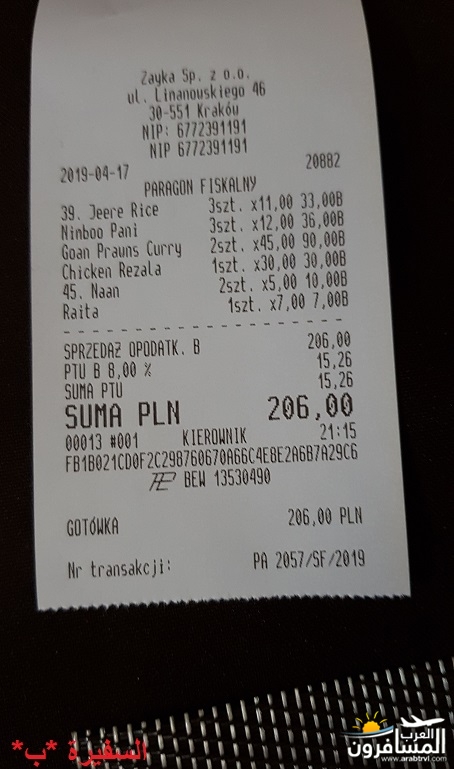 Zayka Sp. z o.o.
ul. Linanowskiego 46
30-551 Kraków
NIP: 6772391191
NIP 6772391191
2019-04-17 20882
PARAGON FISKALNY
39. Jeere Rice 3szt. x11,00 33,00B
Ninboo Pani 3szt. x12,00 36,00B
Goan Prawns Curry 2szt. x45,00 90,00B
Chicken Rezala 1szt. x30,00 30,00B
45. Naan 2szt. x5,00 10,00B
Raita 1szt. x7,00 7,00B
SPRZEDAŻ OPODATK. B 206,00
PTU B 8,00 % 15,26
SUMA PTU 15,26
SUMA PLN 206,00
00013 #001 KIEROWNIK 21:15
FB1B021CD0F2C298760670A66C4E8E2A6B7A29C6
BEW 13530490
GOTÓWKA 206,00 PLN
Nr transakcji: PA 2057/SF/2019
السفيرة *ب*
العرب
المسافرون
www.arabtrvl.com